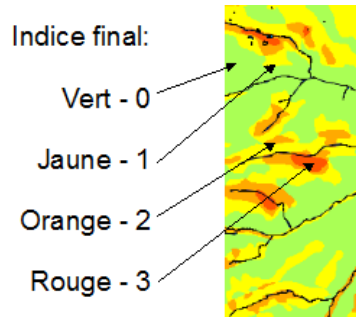 Indice final:
Vert - 0
Jaune - 1
Orange - 2
Rouge - 3